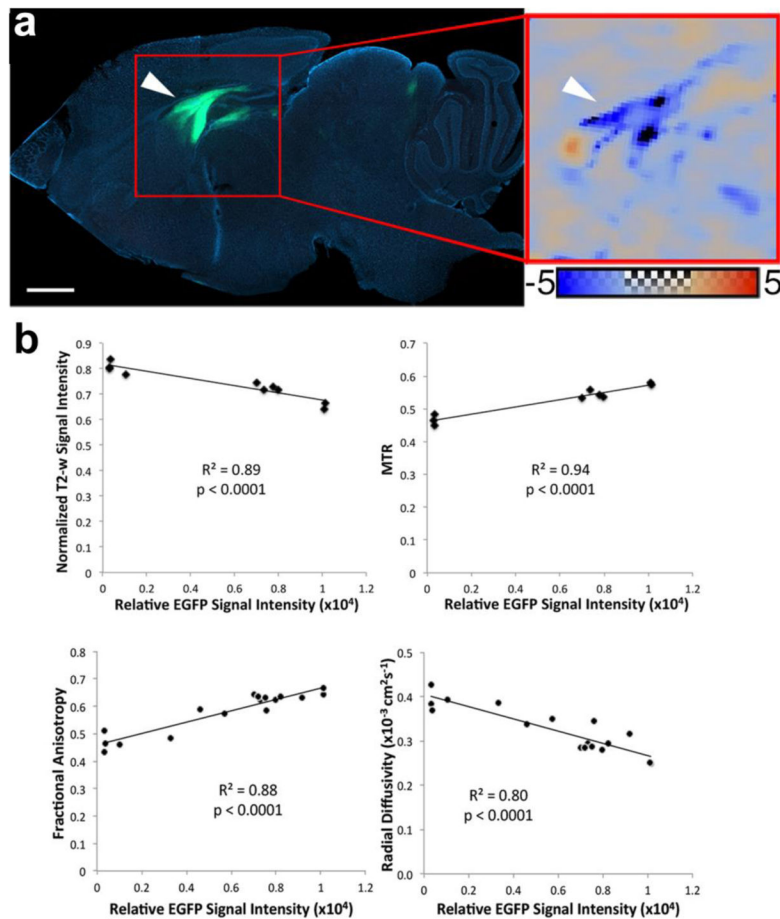 a
-5 5
b
Normalized T2-w Signal Intensity
0.9
0.8
0.7
0.6
0.5
0.4
0.3
0.2
0.1
0
R² = 0.89
p < 0.0001
0 0.2 0.4 0.6 0.8 1 1.2
Relative EGFP Signal Intensity (x10⁴)
MTR
0.7
0.6
0.5
0.4
0.3
0.2
0.1
0
R² = 0.94
p < 0.0001
0 0.2 0.4 0.6 0.8 1 1.2
Relative EGFP Signal Intensity (x10⁴)
Fractional Anisotropy
0.8
0.7
0.6
0.5
0.4
0.3
0.2
0.1
0
R² = 0.88
p < 0.0001
0 0.2 0.4 0.6 0.8 1 1.2
Relative EGFP Signal Intensity (x10⁴)
Radial Diffusivity (x10⁻³ cm²s⁻¹)
0.5
0.4
0.3
0.2
0.1
0.0
R² = 0.80
p < 0.0001
0 0.2 0.4 0.6 0.8 1 1.2
Relative EGFP Signal Intensity (x10⁴)